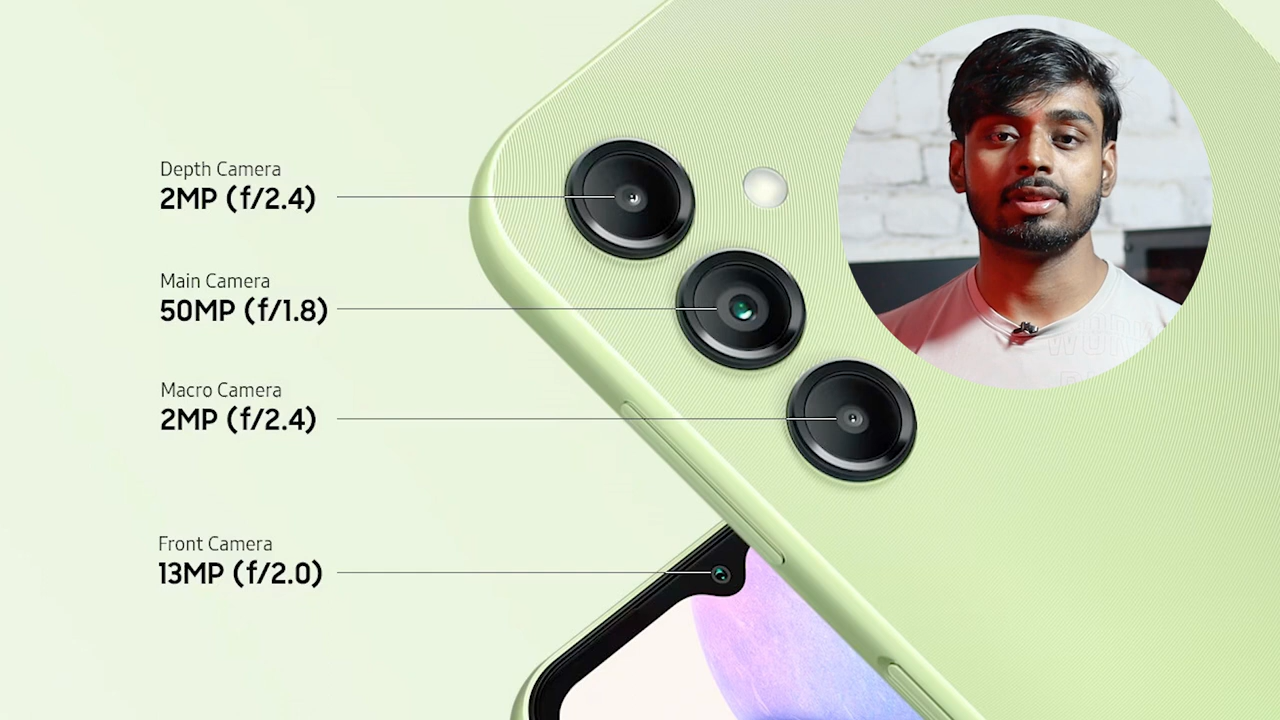 Depth Camera
2MP (f/2.4)
Main Camera
50MP (f/1.8)
Macro Camera
2MP (f/2.4)
Front Camera
13MP (f/2.0)